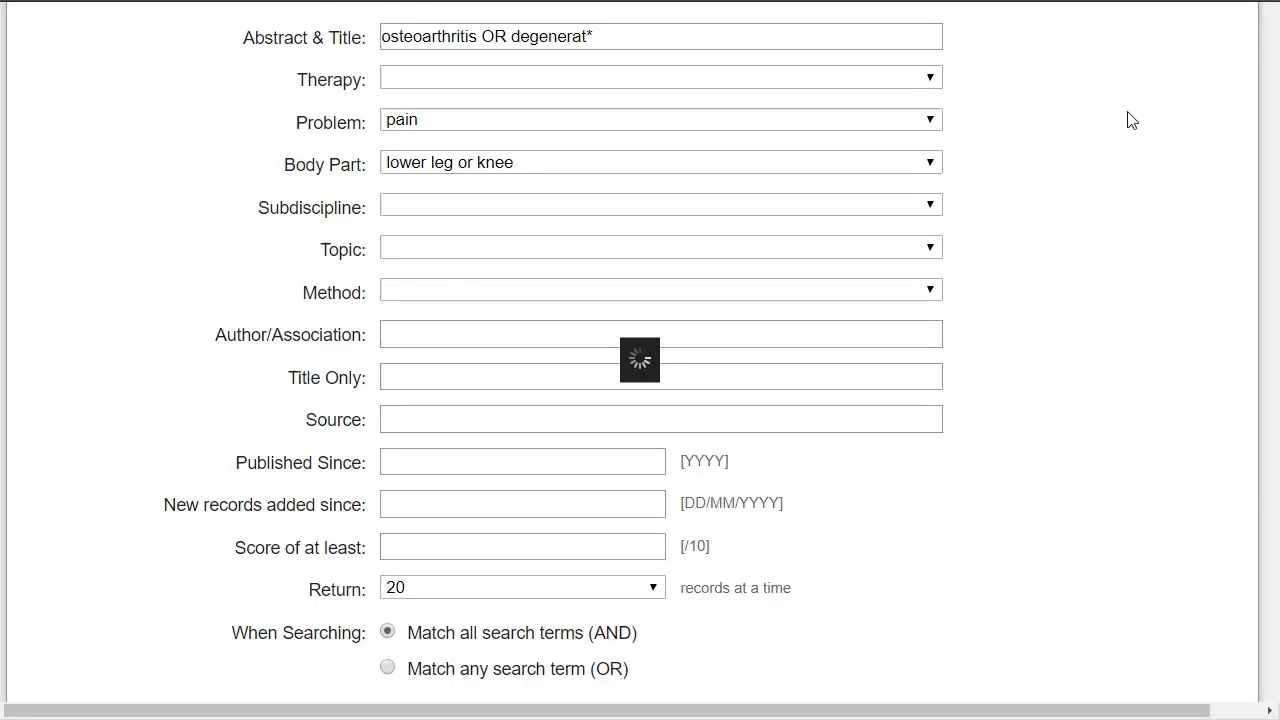 Abstract & Title: osteoarthritis OR degenerat*
Therapy:
Problem: pain
Body Part: lower leg or knee
Subdiscipline:
Topic:
Method:
Author/Association:
Title Only:
Source:
Published Since: [YYYY]
New records added since: [DD/MM/YYYY]
Score of at least: [/10]
Return: 20 records at a time
When Searching: Match all search terms (AND)
Match any search term (OR)